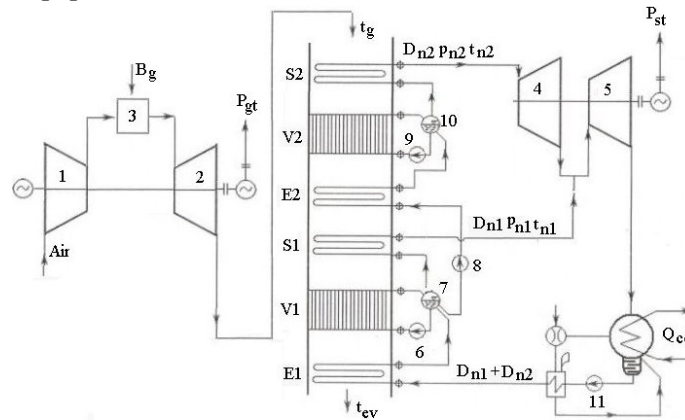 t_g
D_n2 p_n2 t_n2
P_st
B_g
S2
4
5
3
P_gt
10
V2
9
1
2
E2
D_n1 p_n1 t_n1
S1
8
Air
7
V1
6
E1
D_n1+D_n2
11
t_ev